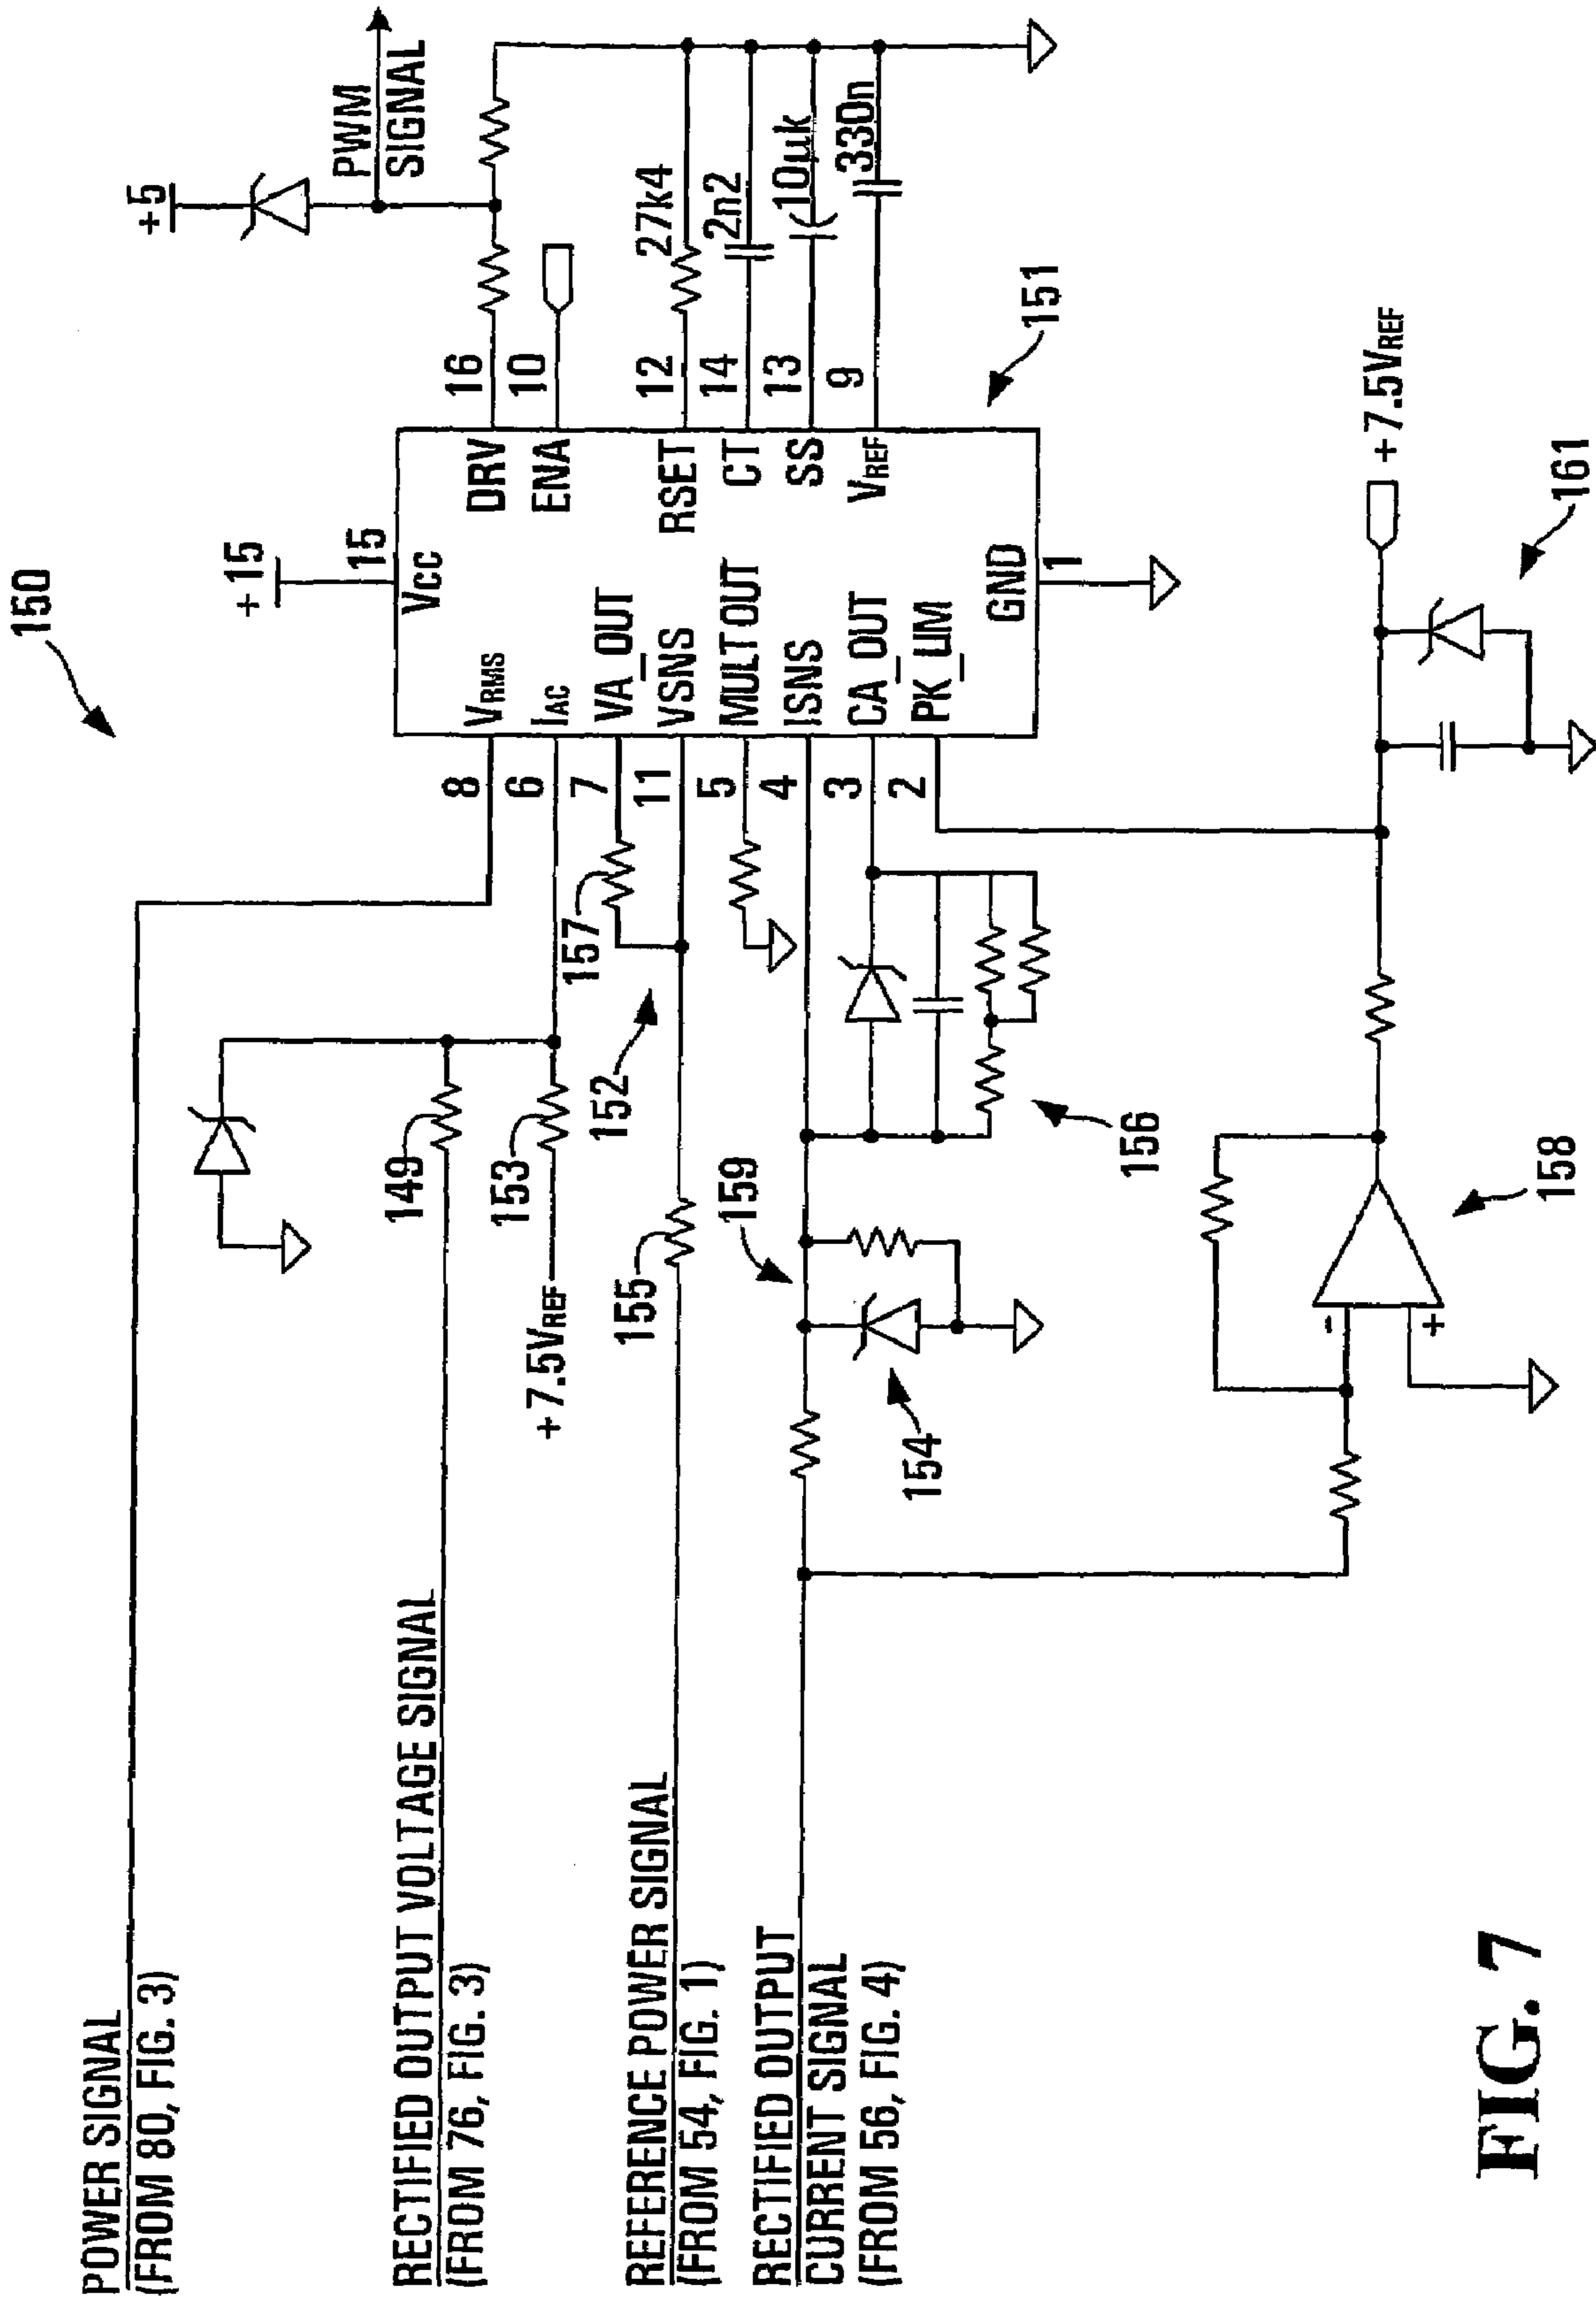 150
POWER SIGNAL
(FROM 80, FIG. 3)
RECTIFIED OUTPUT VOLTAGE SIGNAL
(FROM 76, FIG. 3)
REFERENCE POWER SIGNAL
(FROM 54, FIG. 1)
RECTIFIED OUTPUT
CURRENT SIGNAL
(FROM 56, FIG. 4)
149
153
+7.5VREF
155
152
157
159
154
156
158
8
6
7
11
5
4
3
2
VRMS
IAC
VA_OUT
VSNS
MULTOUT
ISNS
CA_OUT
PK_LIM
+15
15
VCC
GND
1
DRV
ENA
RSET
CT
SS
VREF
16
10
12
14
13
9
27k4
2n2
10µk
330n
+5
PWM
SIGNAL
151
+7.5VREF
161
FIG. 7